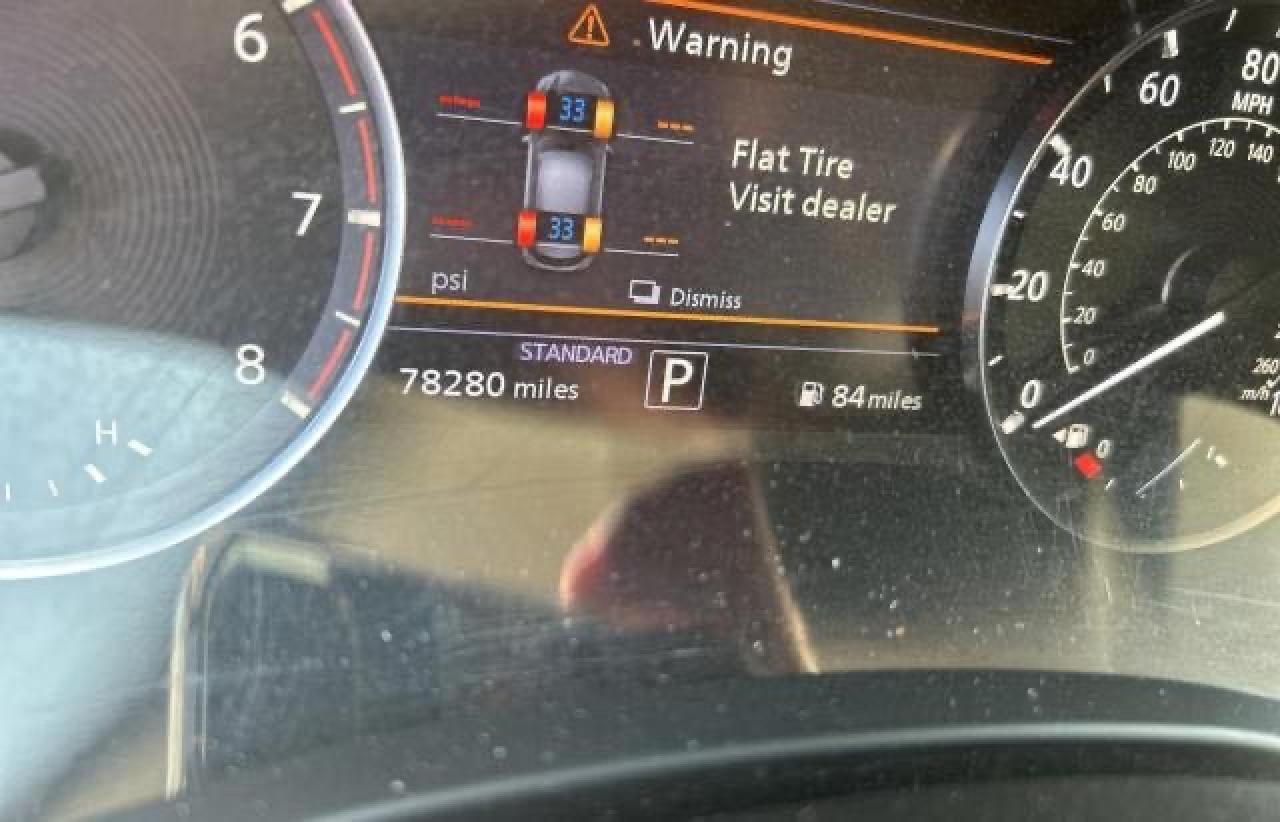 6
Warning
33
---
Flat Tire
Visit dealer
7
33
---
psi
Dismiss
STANDARD
8
78280 miles
P
84 miles
H
80
60
MPH
40
20
0
140
120
100
80
60
40
20
0
260
0